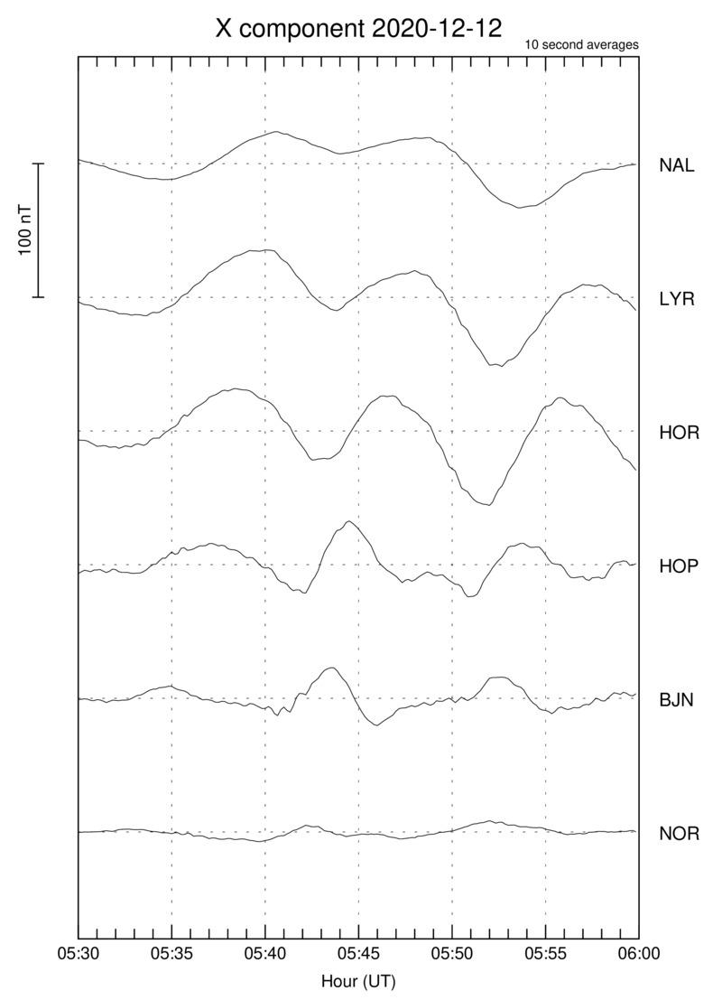 X component 2020-12-12
10 second averages
NAL
100 nT
LYR
HOR
HOP
BJN
NOR
05:30 05:35 05:40 05:45 05:50 05:55 06:00
Hour (UT)